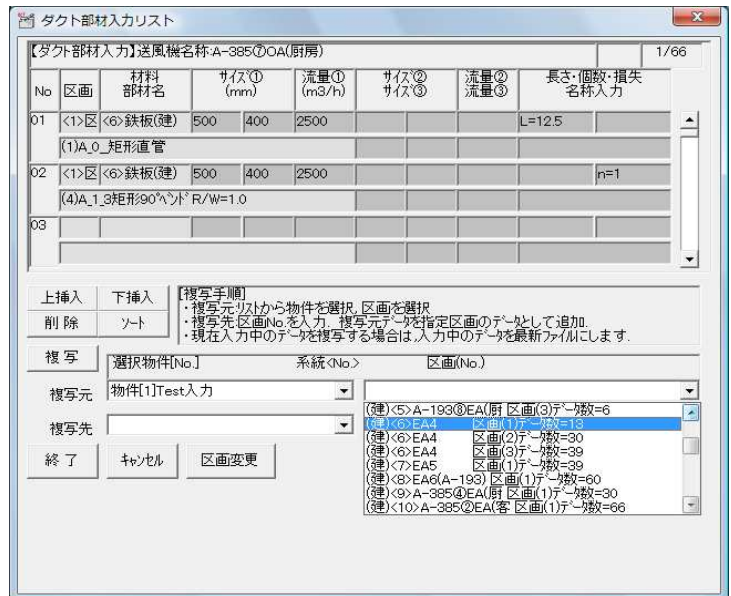 ダクト部材入力リスト
【ダクト部材入力】送風機名称:A-385⑦OA(厨房) 1/66
No 区画 材料 部材名 サイズ① (mm) 流量① (m3/h) サイズ② サイズ③ 流量② 流量③ 長さ・個数・損失 名称入力
01 <1>区 <6>鉄板(建) 500 400 2500 L=12.5
(1)A_0_矩形直管
02 <1>区 <6>鉄板(建) 500 400 2500 n=1
(4)A_1_3矩形90°ベンド R/W=1.0
03
上挿入 下挿入
削 除 ソート
[複写手順]
・複写元:リストから物件を選択, 区画を選択
・複写先:区画No.を入力. 複写元データを指定区画のデータとして追加.
・現在入力中のデータを複写する場合は,入力中のデータを最新ファイルにします.
複 写 選択物件[No.] 系統<No.> 区画(No.)
複写元 物件[1]Test入力
複写先
(建)<5>A-193⑧EA(厨 区画(3)データ数=6
(建)<6>EA4 区画(1)データ数=13
(建)<6>EA4 区画(2)データ数=30
(建)<6>EA4 区画(3)データ数=39
(建)<7>EA5 区画(1)データ数=39
(建)<8>EA6(A-193) 区画(1)データ数=60
(建)<9>A-385④EA(厨 区画(1)データ数=30
(建)<10>A-385②EA(客 区画(1)データ数=66
終 了 キャンセル 区画変更